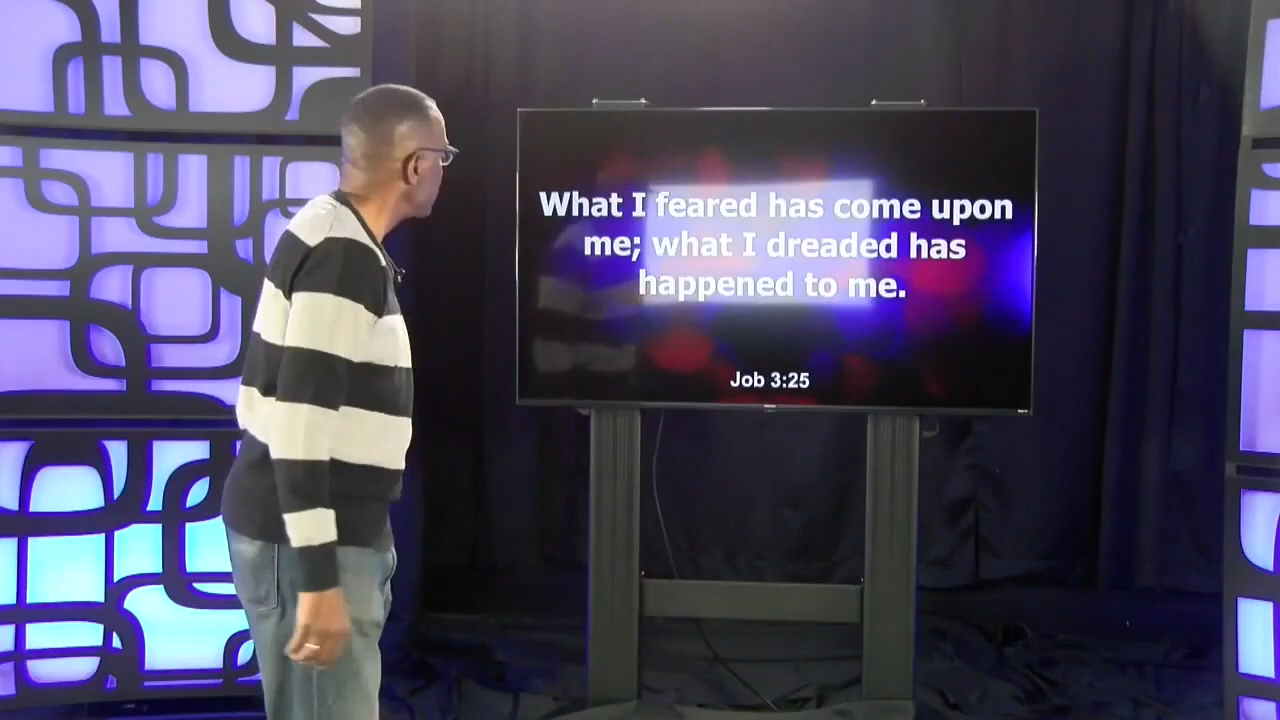 What I feared has come upon
me; what I dreaded has
happened to me.
Job 3:25